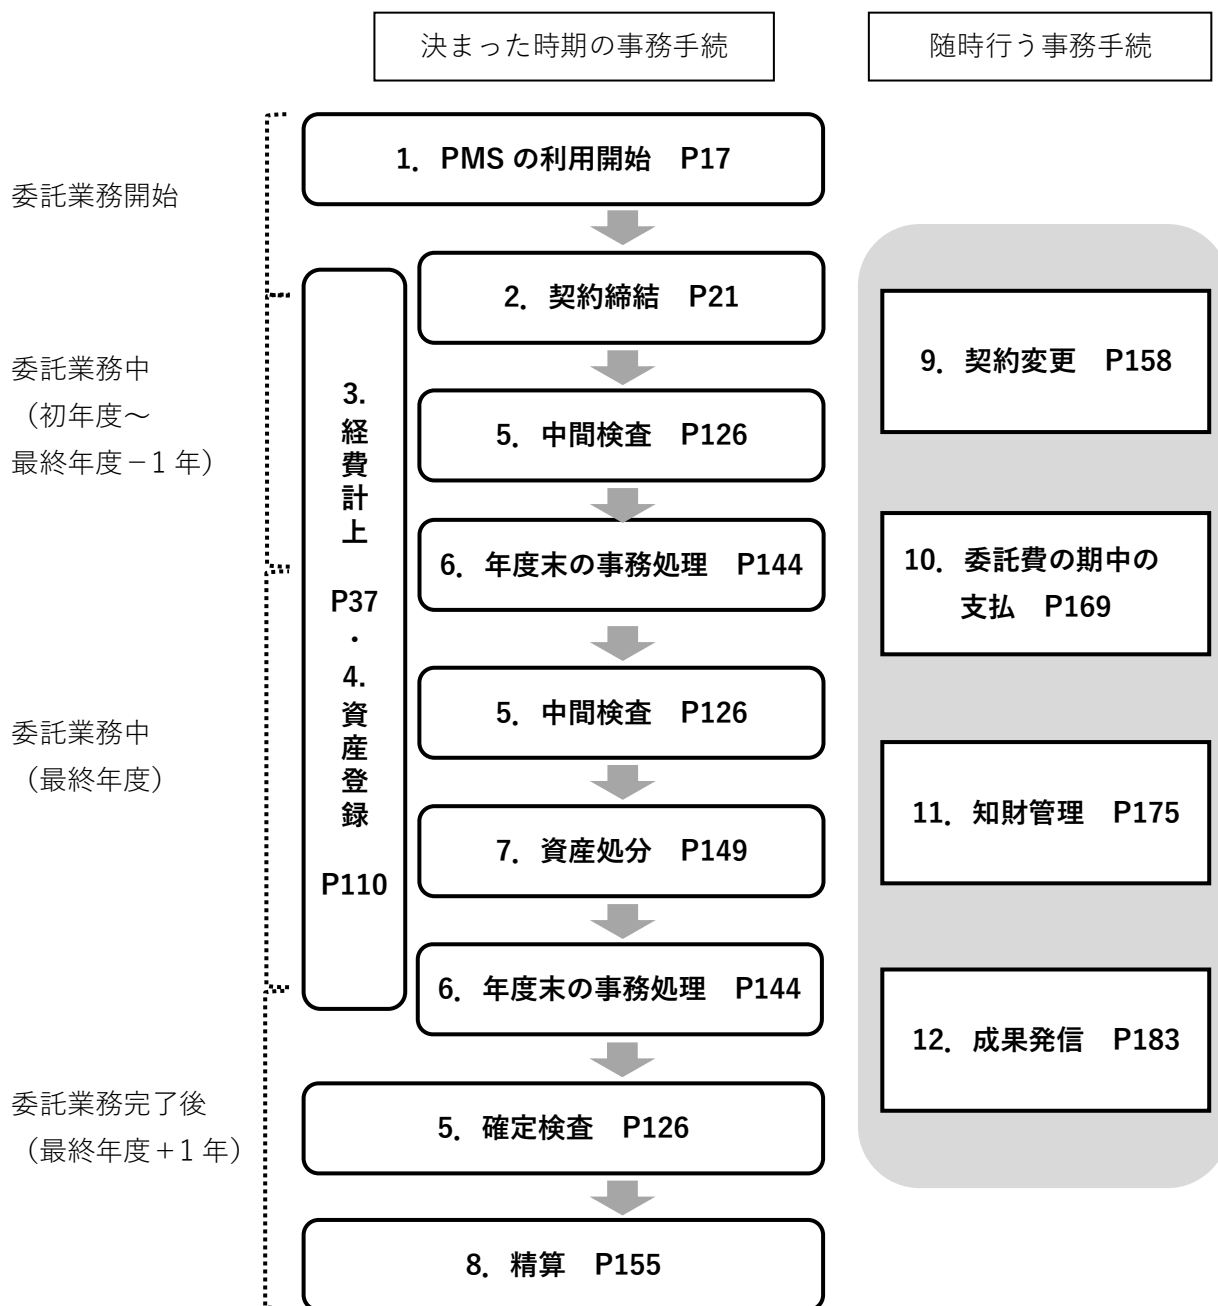 決まった時期の事務手続
随時行う事務手続
委託業務開始
委託業務中
（初年度～
最終年度－1年）
委託業務中
（最終年度）
委託業務完了後
（最終年度＋1年）
1．PMS の利用開始　P17
2．契約締結　P21
3.
経
費
計
上
P37
・
4.
資
産
登
録
P110
5．中間検査　P126
6．年度末の事務処理　P144
5．中間検査　P126
7．資産処分　P149
6．年度末の事務処理　P144
5．確定検査　P126
8．精算　P155
9．契約変更　P158
10．委託費の期中の
支払　P169
11．知財管理　P175
12．成果発信　P183